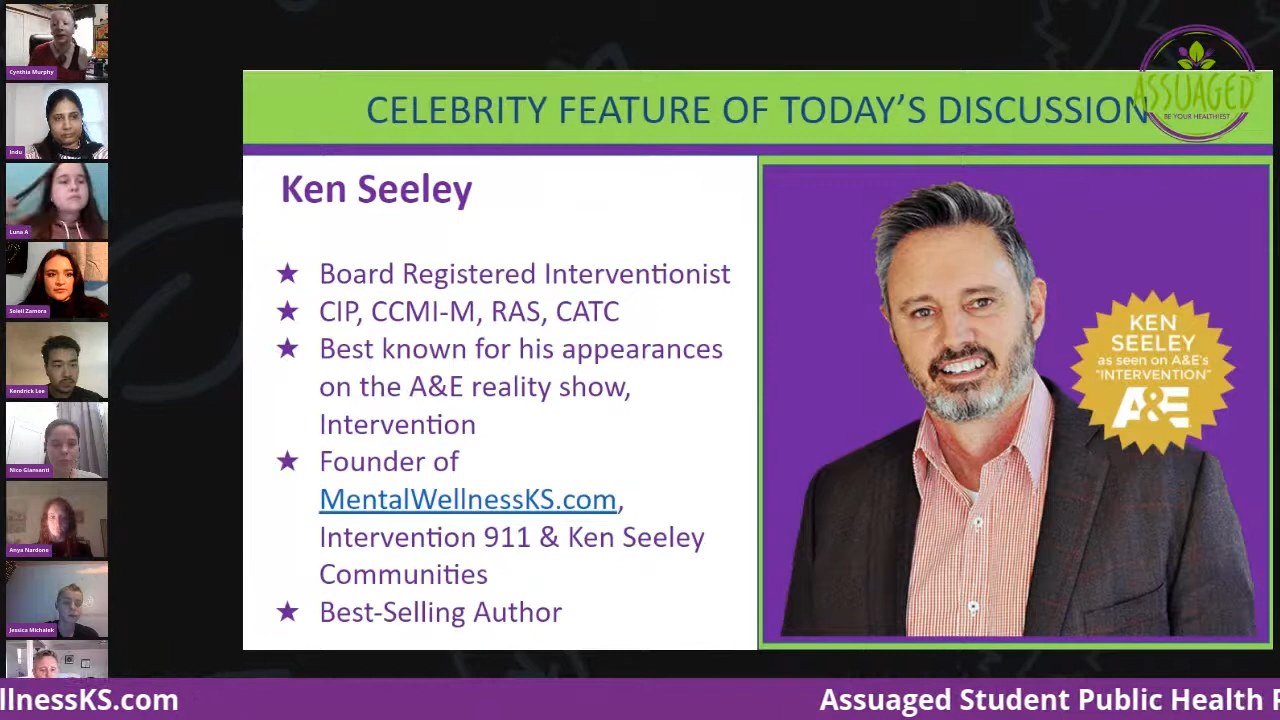 Cynthia Murphy
Indu
Luna A
Soleil Zamora
Kendrick Lee
Nico Giansanti
Anya Nardone
Jessica Michalek
CELEBRITY FEATURE OF TODAY’S DISCUSSION
ASSUAGED
BE YOUR HEALTHIEST
Ken Seeley
★ Board Registered Interventionist
★ CIP, CCMI-M, RAS, CATC
★ Best known for his appearances
on the A&E reality show,
Intervention
★ Founder of
MentalWellnessKS.com,
Intervention 911 & Ken Seeley
Communities
★ Best-Selling Author
KEN
SEELEY
as seen on A&E's
"INTERVENTION"
A&E
llnessKS.com
Assuaged Student Public Health